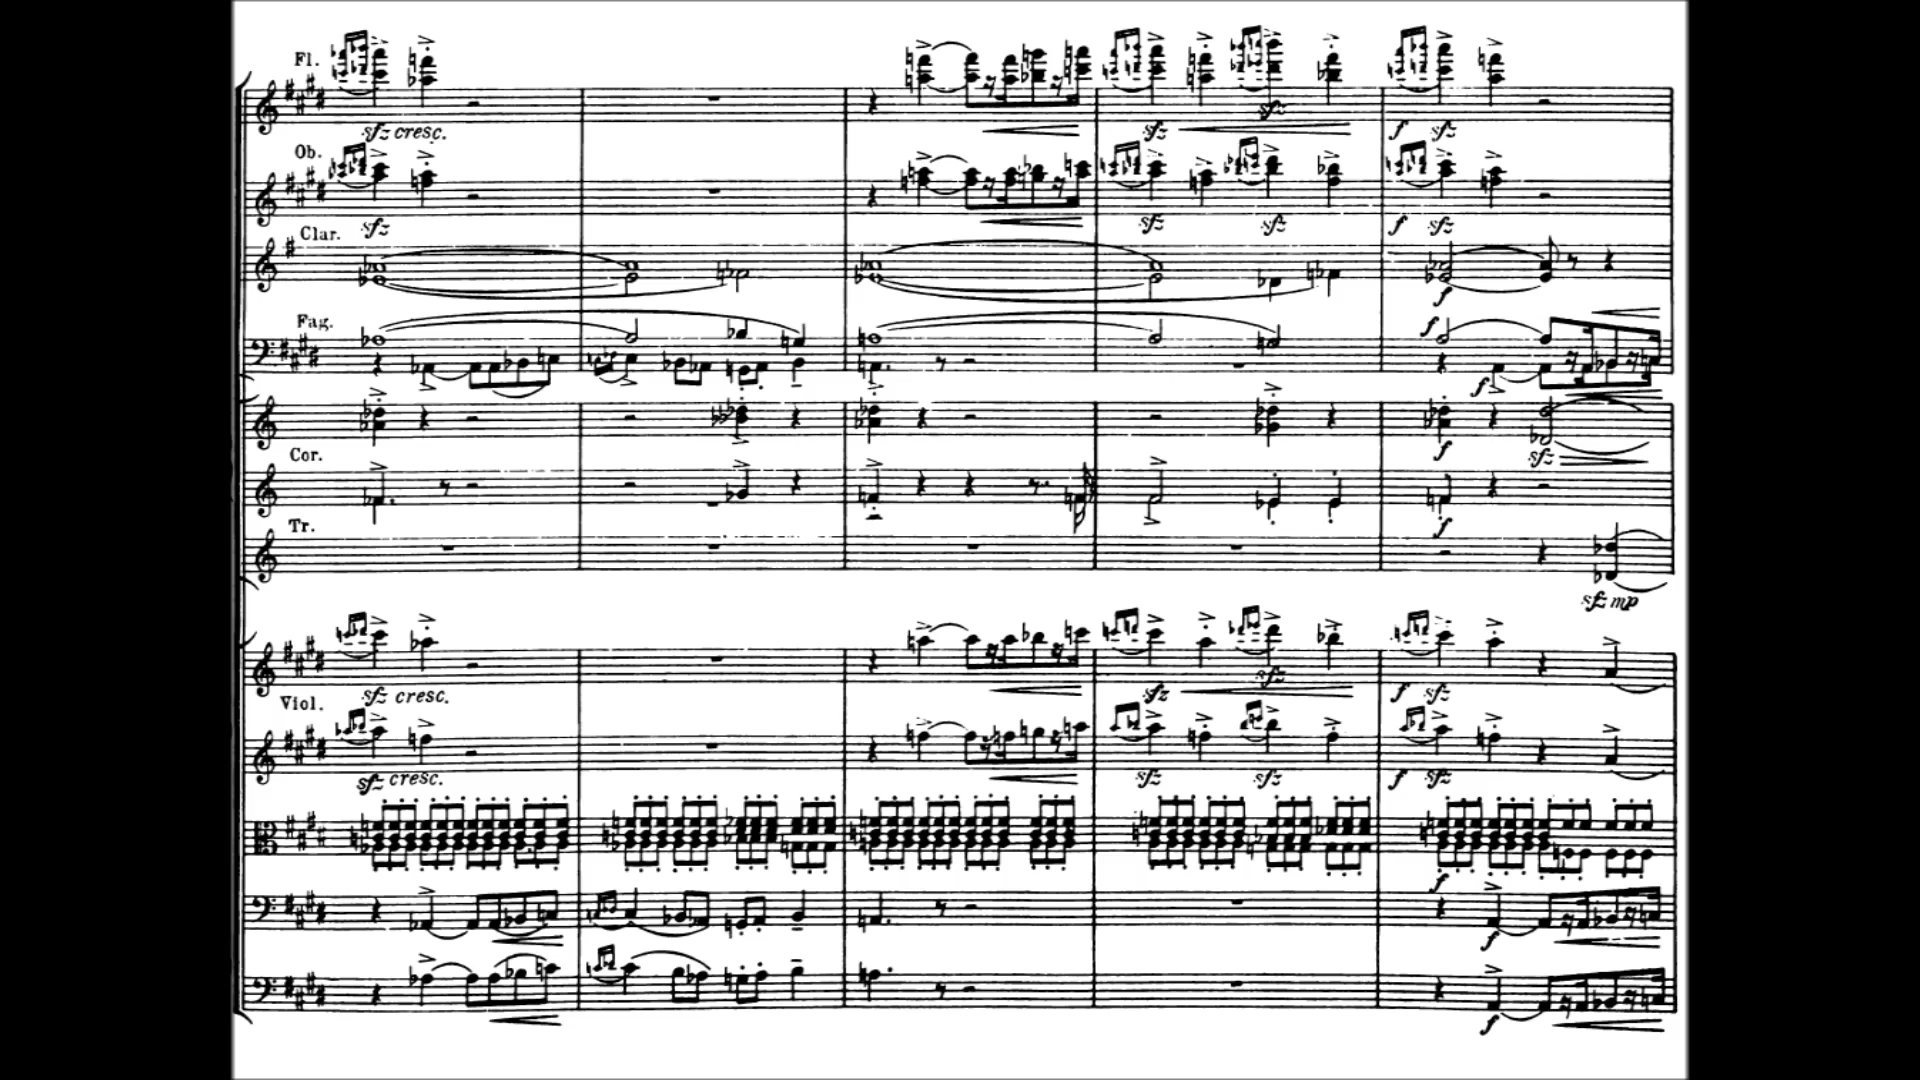 Fl.
sfz cresc.
sfz
sfz
f sfz
Ob.
sfz
sfz
sfz
f sfz
Clar.
f
Fag.
f
f
f
sfz
Cor.
f
Tr.
sfz mp
sfz cresc.
sfz
sfz
f sfz
Viol.
sfz cresc.
sfz
sfz
f sfz
f
f
f